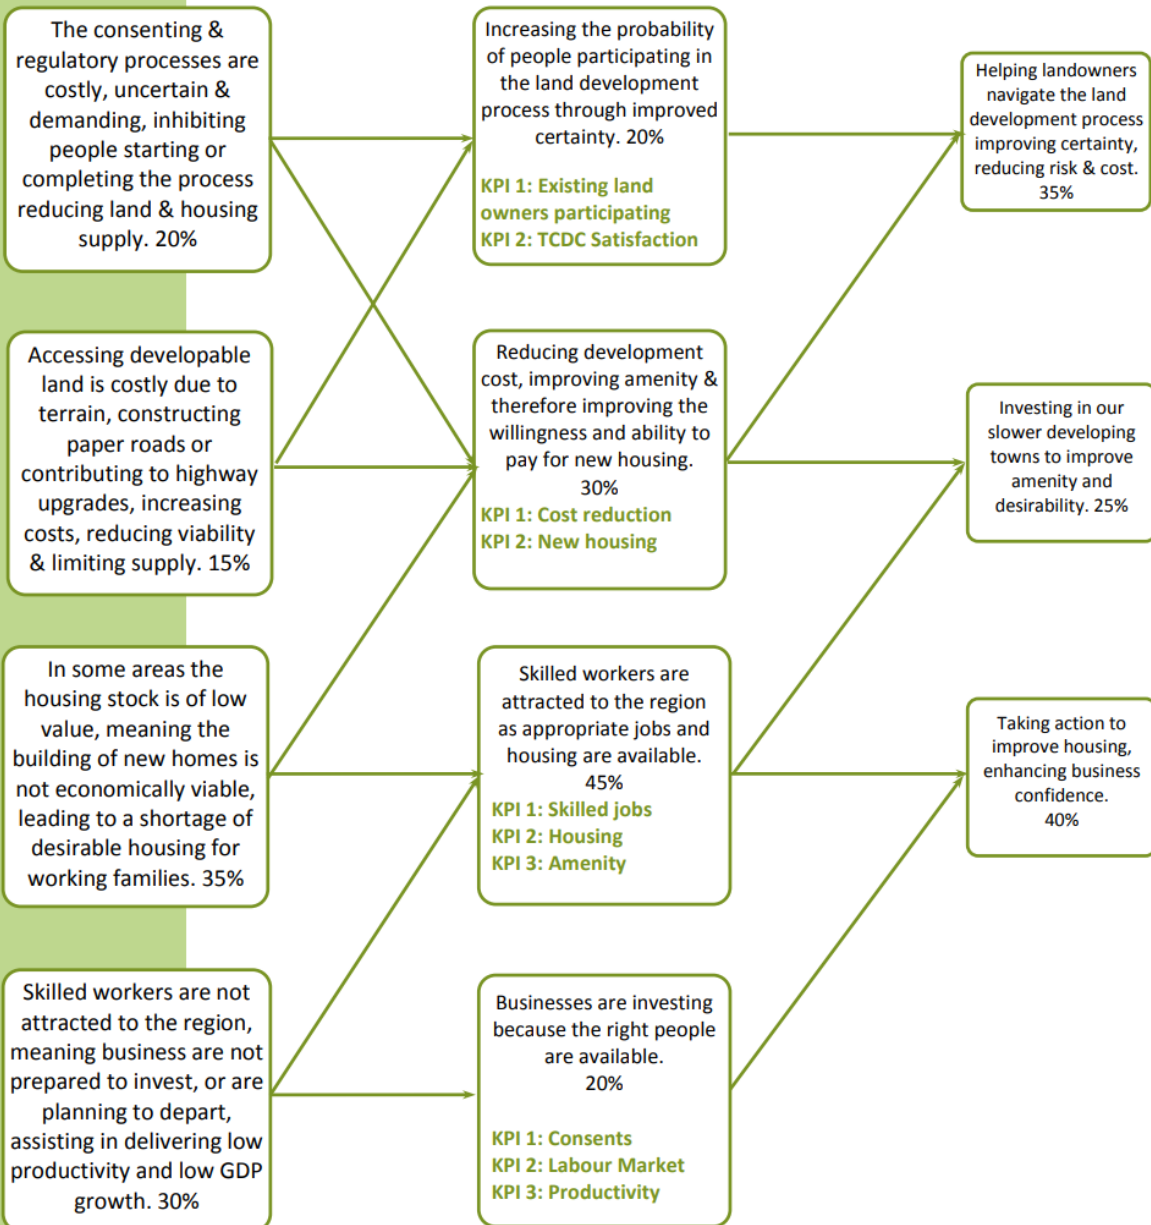 The consenting &
regulatory processes are
costly, uncertain &
demanding, inhibiting
people starting or
completing the process
reducing land & housing
supply. 20%
Accessing developable
land is costly due to
terrain, constructing
paper roads or
contributing to highway
upgrades, increasing
costs, reducing viability
& limiting supply. 15%
In some areas the
housing stock is of low
value, meaning the
building of new homes is
not economically viable,
leading to a shortage of
desirable housing for
working families. 35%
Skilled workers are not
attracted to the region,
meaning business are not
prepared to invest, or are
planning to depart,
assisting in delivering low
productivity and low GDP
growth. 30%
Increasing the probability
of people participating in
the land development
process through improved
certainty. 20%
KPI 1: Existing land
owners participating
KPI 2: TCDC Satisfaction
Reducing development
cost, improving amenity &
therefore improving the
willingness and ability to
pay for new housing.
30%
KPI 1: Cost reduction
KPI 2: New housing
Skilled workers are
attracted to the region
as appropriate jobs and
housing are available.
45%
KPI 1: Skilled jobs
KPI 2: Housing
KPI 3: Amenity
Businesses are investing
because the right people
are available.
20%
KPI 1: Consents
KPI 2: Labour Market
KPI 3: Productivity
Helping landowners
navigate the land
development process
improving certainty,
reducing risk & cost.
35%
Investing in our
slower developing
towns to improve
amenity and
desirability. 25%
Taking action to
improve housing,
enhancing business
confidence.
40%